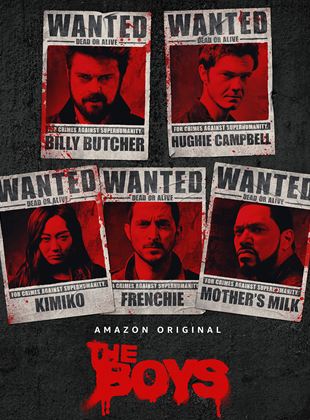 WANTED
DEAD OR ALIVE
FOR CRIMES AGAINST SUPERHUMANITY.
BILLY BUTCHER
WANTED
DEAD OR ALIVE
FOR CRIMES AGAINST SUPERHUMANITY.
HUGHIE CAMPBELL
WANTED
DEAD OR ALIVE
FOR CRIMES AGAINST SUPERHUMANITY.
KIMIKO
WANTED
DEAD OR ALIVE
FOR CRIMES AGAINST SUPERHUMANITY.
FRENCHIE
WANTED
DEAD OR ALIVE
FOR CRIMES AGAINST SUPERHUMANITY.
MOTHER'S MILK
AMAZON ORIGINAL
THE
BOYS